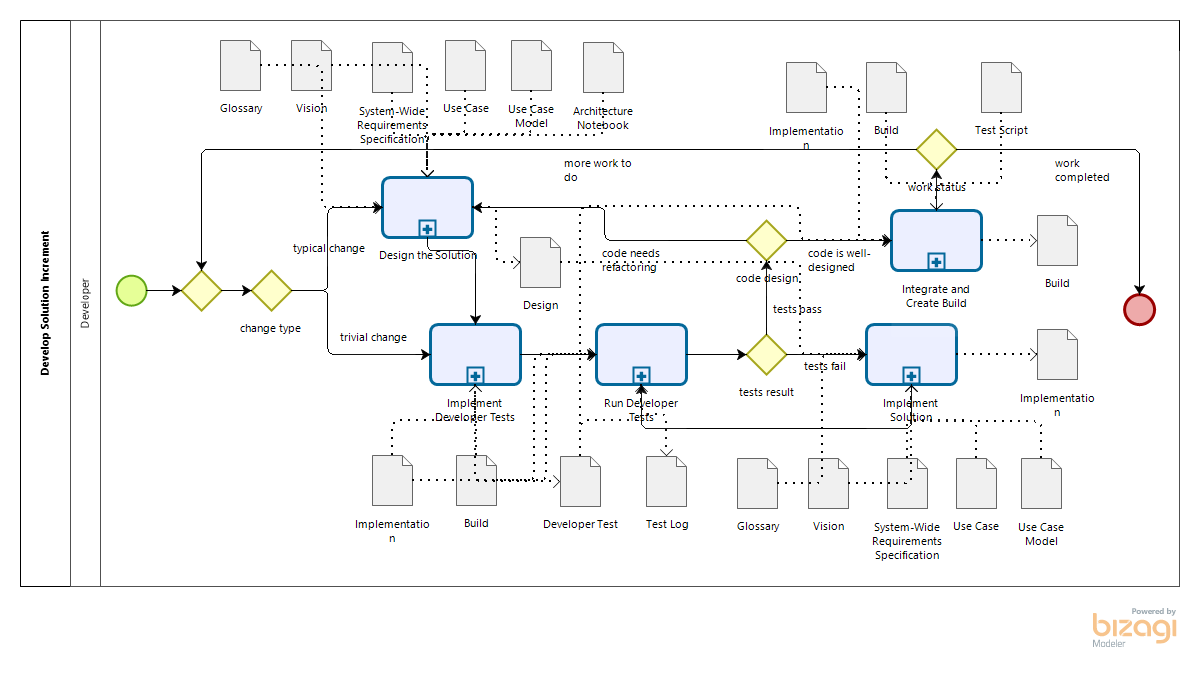 Develop Solution Increment
Developer
Glossary
Vision
System-Wide
Requirements
Specification
Use Case
Use Case
Model
Architecture
Notebook
Implementatio
n
Build
Test Script
more work to
do
work
completed
work status
typical change
Design the Solution
code needs
refactoring
code design
code is well-
designed
Integrate and
Create Build
Build
Design
change type
trivial change
tests pass
tests fail
tests result
Implement
Developer Tests
Run Developer
Tests
Implement
Solution
Implementatio
n
Implementatio
n
Build
Developer Test
Test Log
Glossary
Vision
System-Wide
Requirements
Specification
Use Case
Use Case
Model
Powered by
bizagi
Modeler